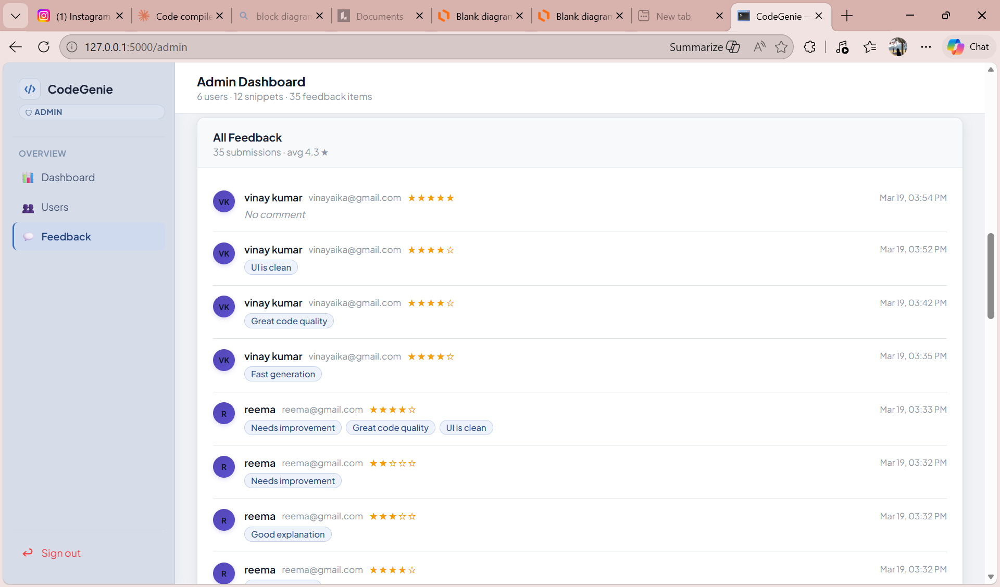 (1) Instagram
Code compile
block diagran
Documents
Blank diagran
Blank diagran
New tab
CodeGenie —
127.0.0.1:5000/admin
Summarize
Chat
CodeGenie
ADMIN
OVERVIEW
Dashboard
Users
Feedback
Sign out
Admin Dashboard
6 users · 12 snippets · 35 feedback items
All Feedback
35 submissions · avg 4.3 ★
VK
vinay kumar vinayaika@gmail.com ★★★★★ Mar 19, 03:54 PM
No comment
VK
vinay kumar vinayaika@gmail.com ★★★★☆ Mar 19, 03:52 PM
UI is clean
VK
vinay kumar vinayaika@gmail.com ★★★★☆ Mar 19, 03:42 PM
Great code quality
VK
vinay kumar vinayaika@gmail.com ★★★★☆ Mar 19, 03:35 PM
Fast generation
R
reema reema@gmail.com ★★★★☆ Mar 19, 03:33 PM
Needs improvement Great code quality UI is clean
R
reema reema@gmail.com ★★☆☆☆ Mar 19, 03:32 PM
Needs improvement
R
reema reema@gmail.com ★★★☆☆ Mar 19, 03:32 PM
Good explanation
R
reema reema@gmail.com ★★★★☆ Mar 19, 03:32 PM